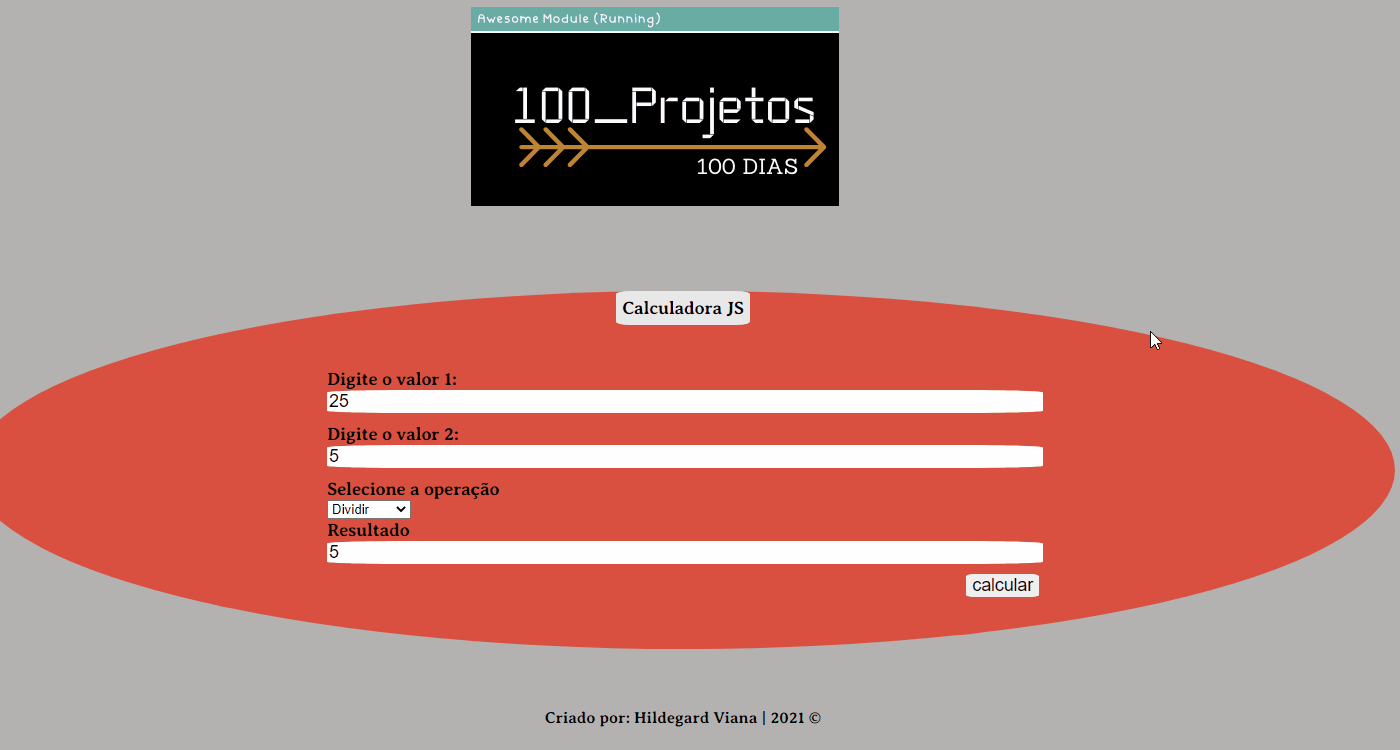 Awesome Module (Running)
100_Projetos
100 DIAS
Calculadora JS
Digite o valor 1:
25
Digite o valor 2:
5
Selecione a operação
Dividir
Resultado
5
calcular
Criado por: Hildegard Viana | 2021 ©